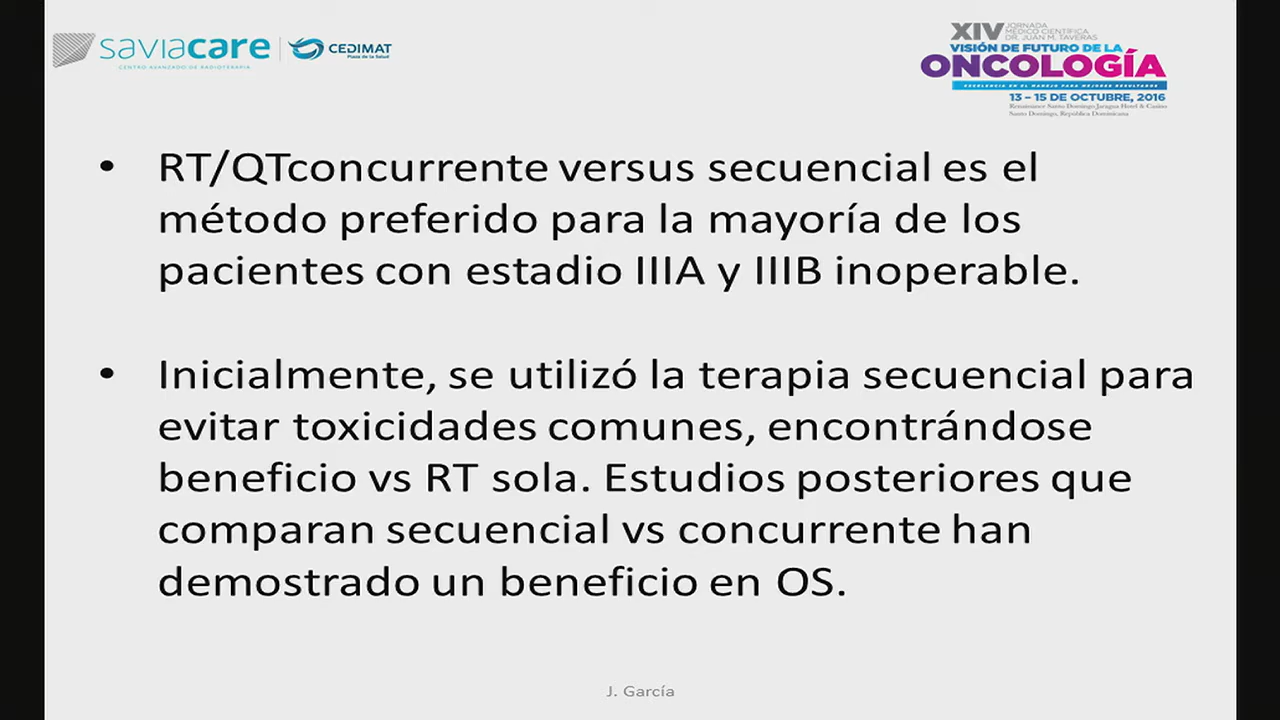 saviacare
CENTRO AVANZADO DE RADIOTERAPIA
CEDIMAT
Plaza de la Salud
XIV JORNADA
MÉDICO CIENTÍFICA
DR. JUAN M. TAVERAS
VISIÓN DE FUTURO DE LA
ONCOLOGÍA
EXCELENCIA EN EL MANEJO PARA MEJORES RESULTADOS
13 – 15 DE OCTUBRE, 2016
Renaissance Santo Domingo Jaragua Hotel & Casino
Santo Domingo, República Dominicana
• RT/QTconcurrente versus secuencial es el
método preferido para la mayoría de los
pacientes con estadio IIIA y IIIB inoperable.
• Inicialmente, se utilizó la terapia secuencial para
evitar toxicidades comunes, encontrándose
beneficio vs RT sola. Estudios posteriores que
comparan secuencial vs concurrente han
demostrado un beneficio en OS.
J. García